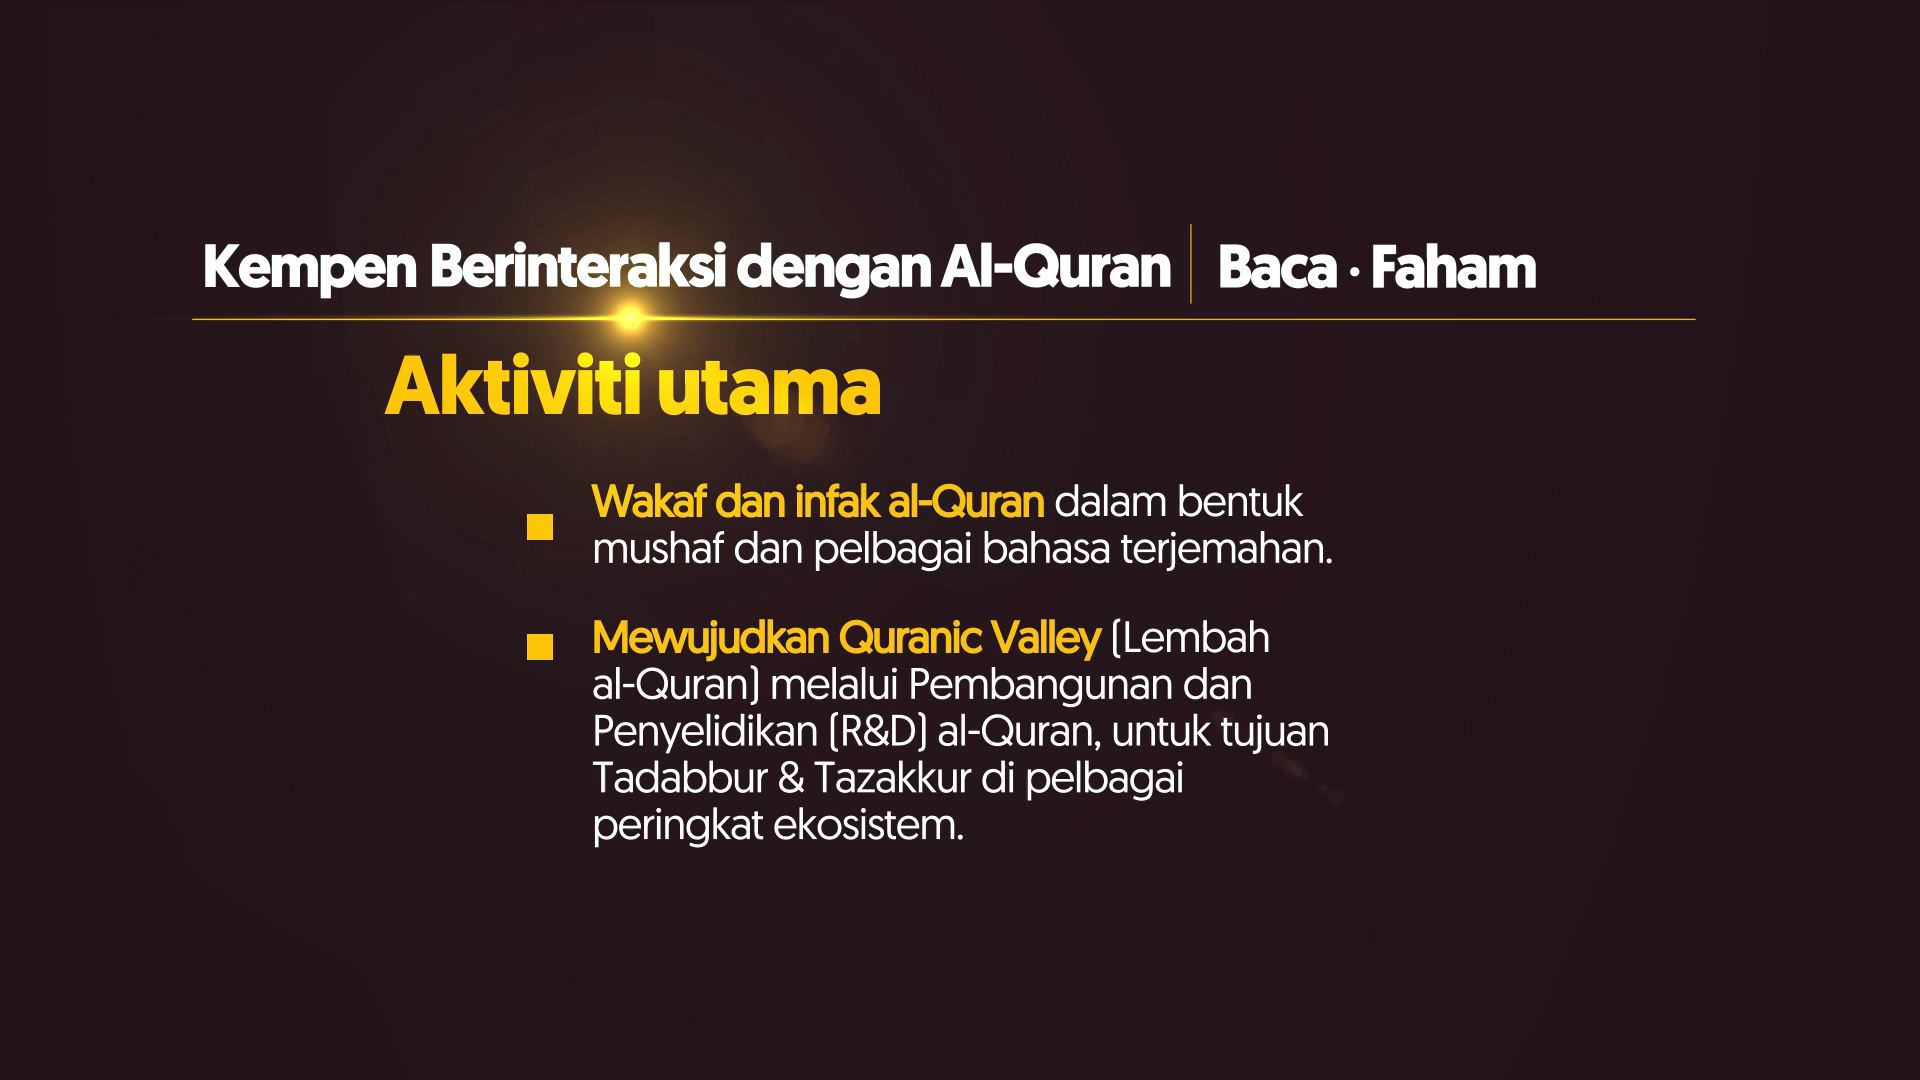 Kempen Berinteraksi dengan Al-Quran Baca · Faham
Aktiviti utama
Wakaf dan infak al-Quran dalam bentuk
mushaf dan pelbagai bahasa terjemahan.
Mewujudkan Quranic Valley (Lembah
al-Quran) melalui Pembangunan dan
Penyelidikan (R&D) al-Quran, untuk tujuan
Tadabbur & Tazakkur di pelbagai
peringkat ekosistem.